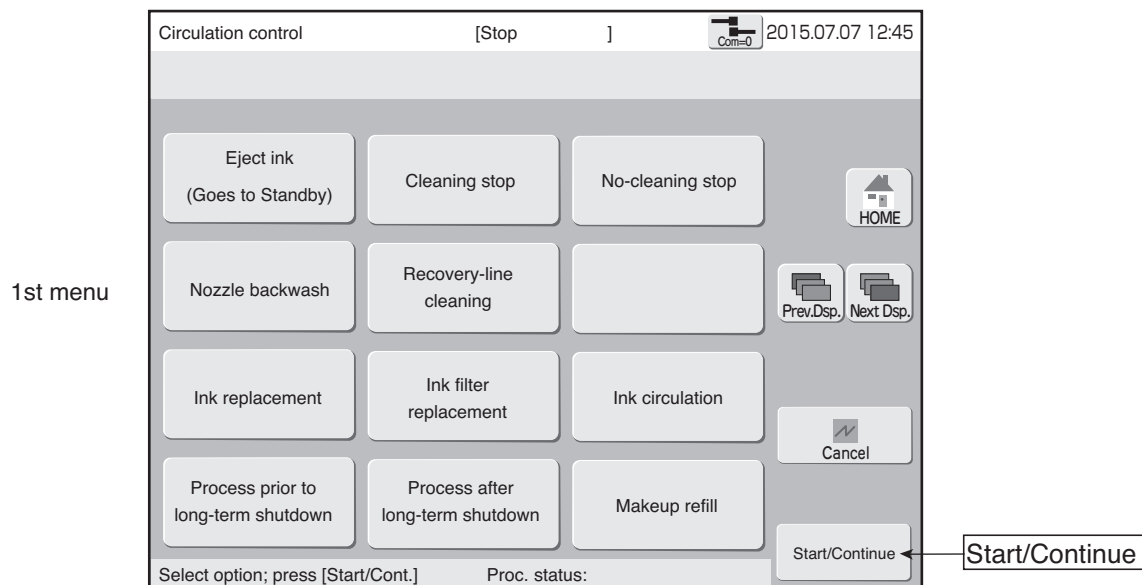 Circulation control [Stop ] Com=0 2015.07.07 12:45
Eject ink
(Goes to Standby)
Cleaning stop
No-cleaning stop
HOME
1st menu
Nozzle backwash
Recovery-line
cleaning
Prev.Dsp. Next Dsp.
Ink replacement
Ink filter
replacement
Ink circulation
Cancel
Process prior to
long-term shutdown
Process after
long-term shutdown
Makeup refill
Start/Continue
Start/Continue
Select option; press [Start/Cont.] Proc. status: